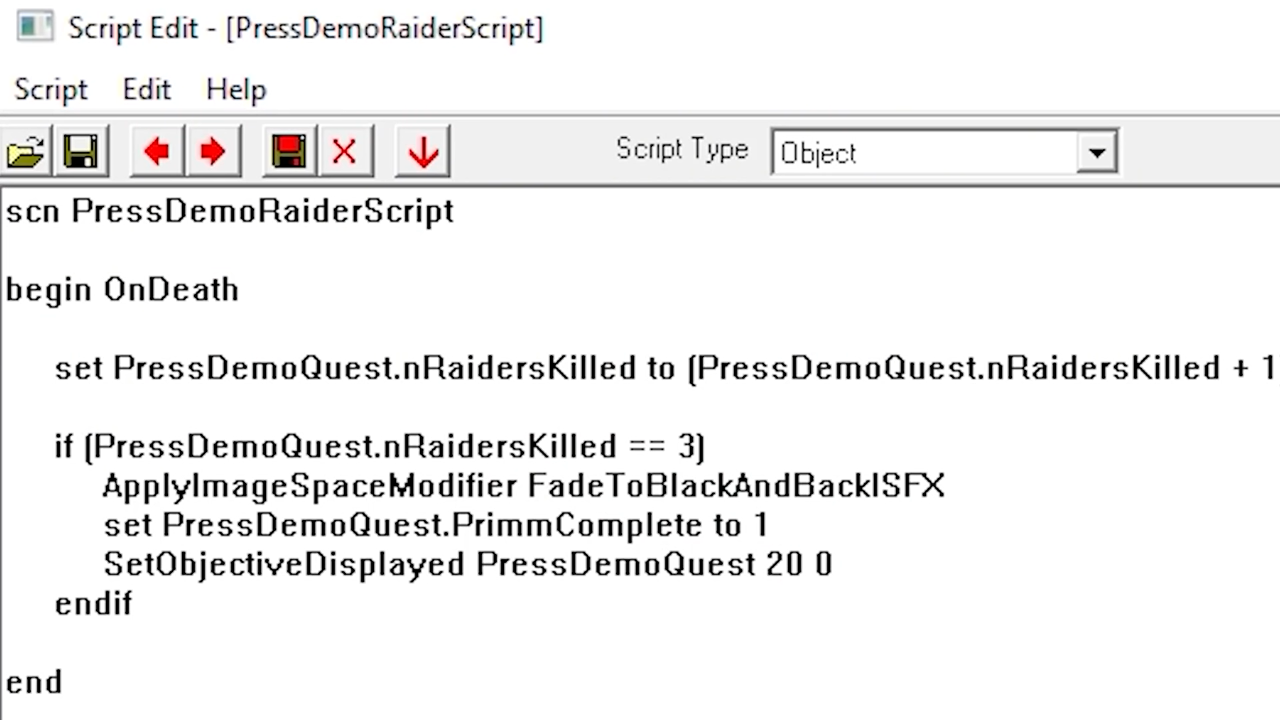 Script Edit - [PressDemoRaiderScript]
Script Edit Help
Script Type Object
scn PressDemoRaiderScript
begin OnDeath
set PressDemoQuest.nRaidersKilled to (PressDemoQuest.nRaidersKilled + 1
if (PressDemoQuest.nRaidersKilled == 3)
ApplyImageSpaceModifier FadeToBlackAndBackISFX
set PressDemoQuest.PrimmComplete to 1
SetObjectiveDisplayed PressDemoQuest 20 0
endif
end